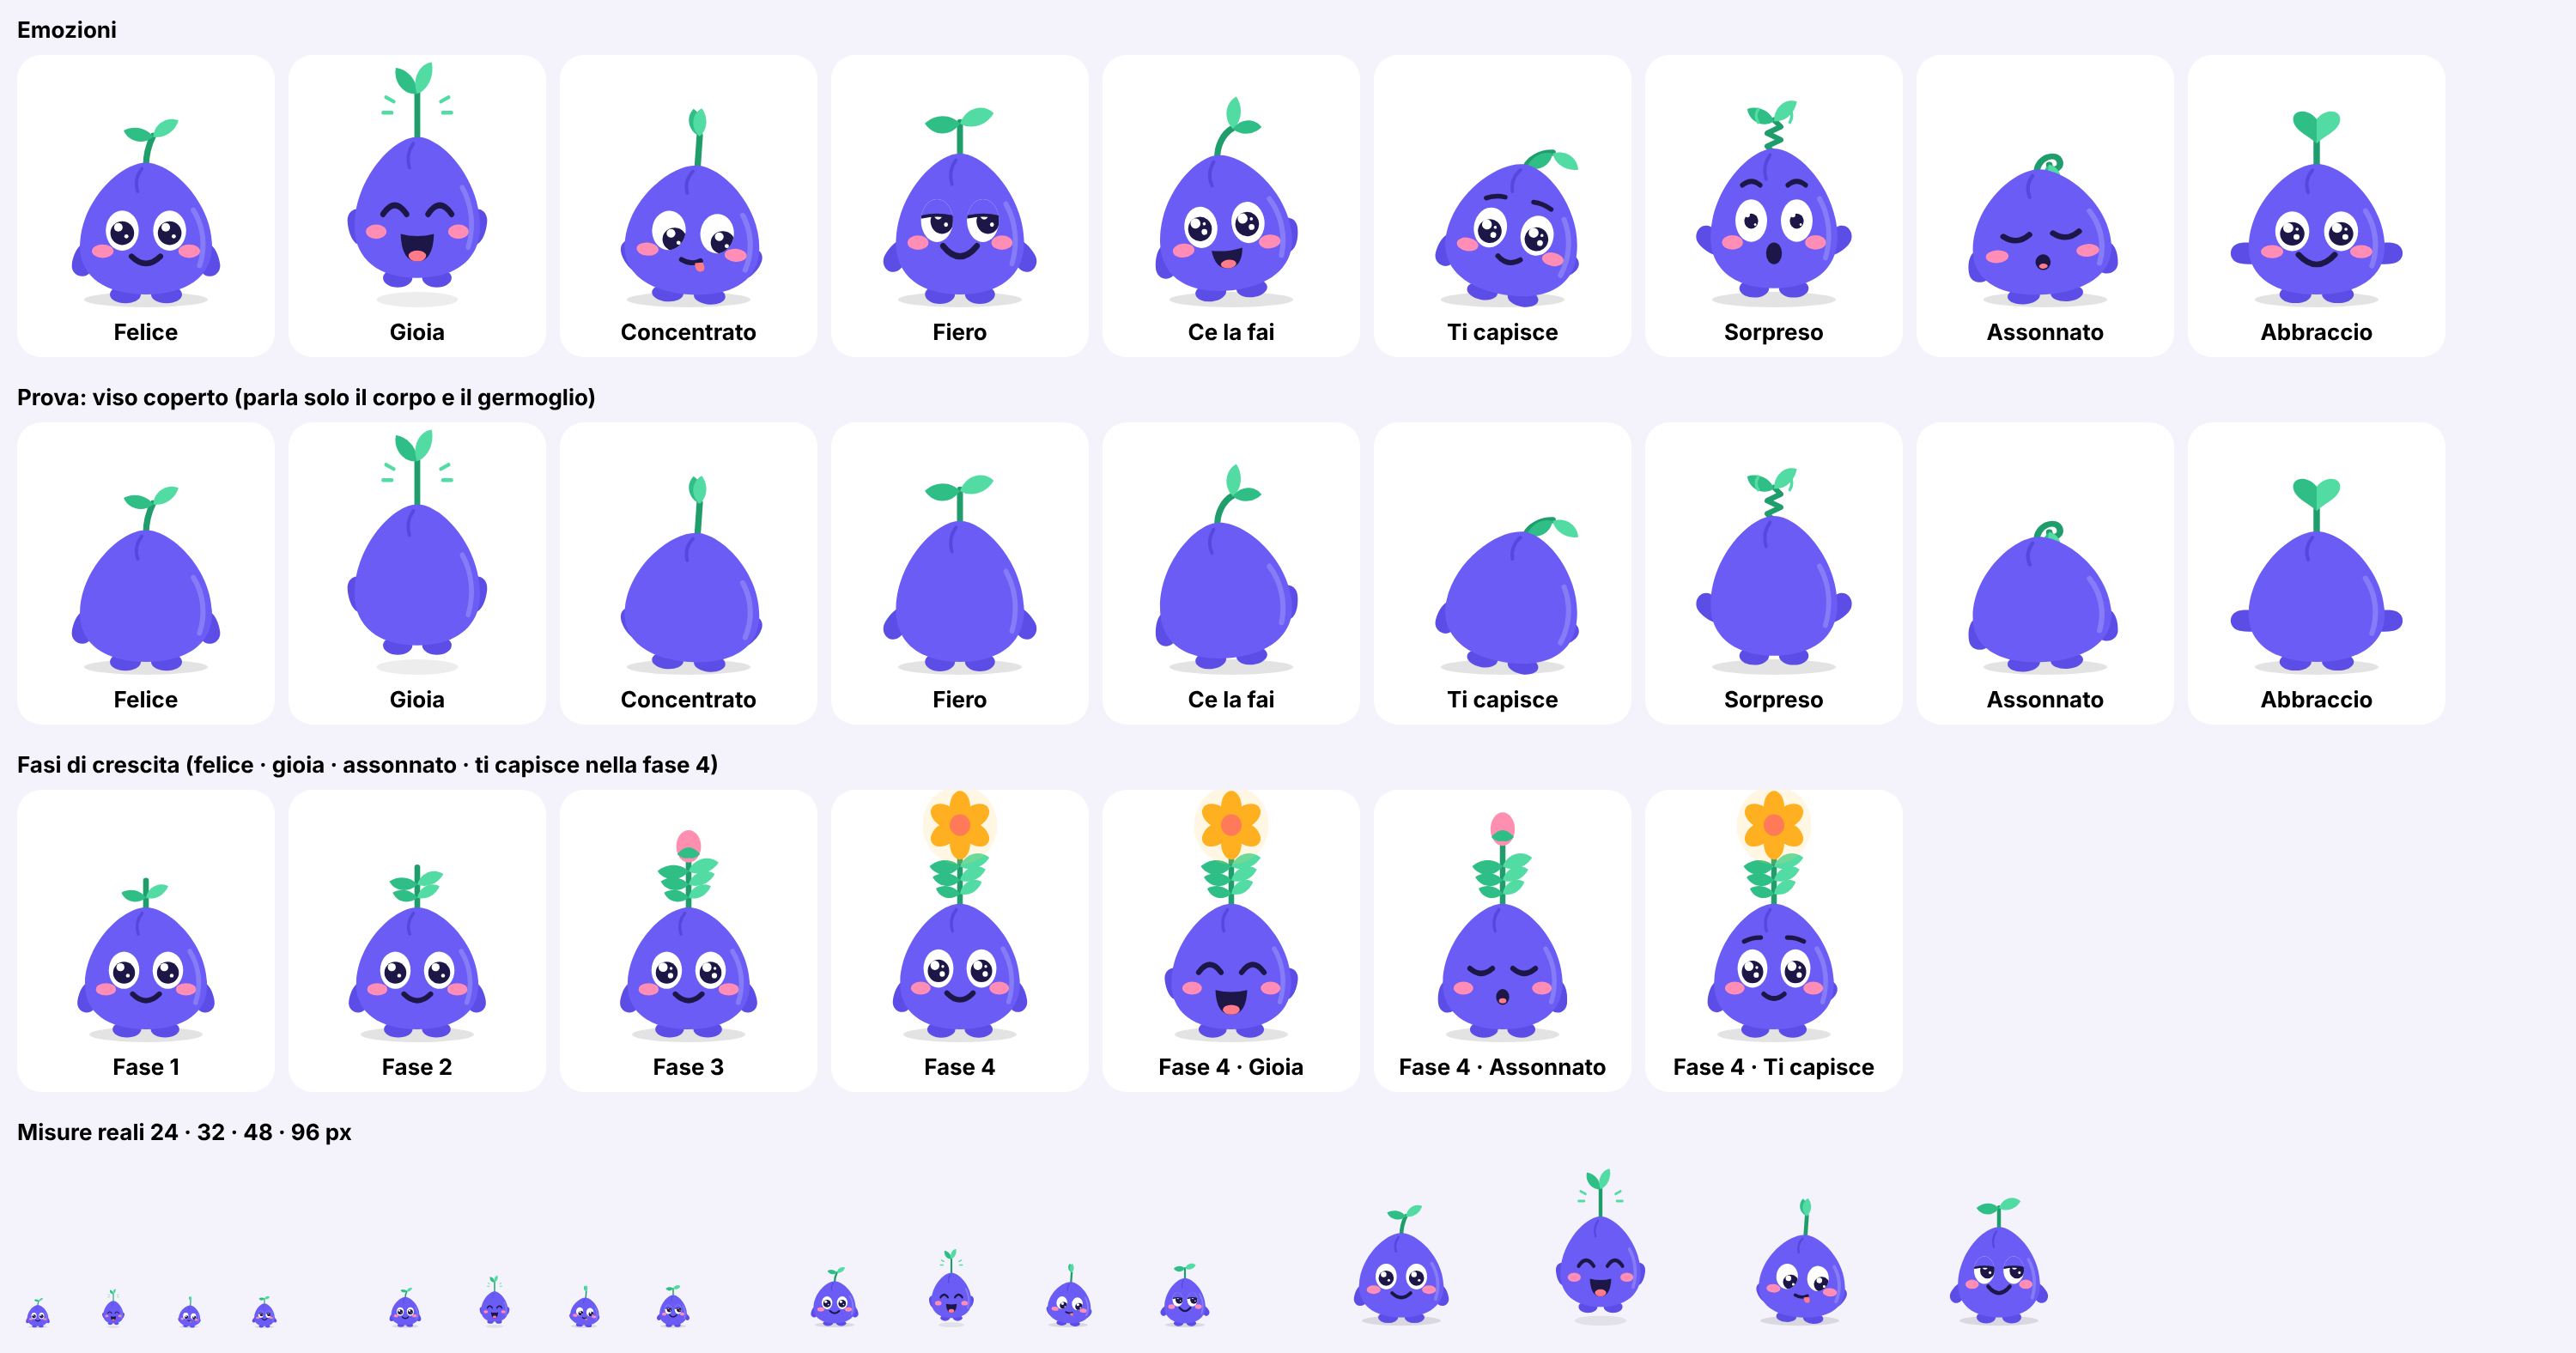 Emozioni
Felice
Gioia
Concentrato
Fiero
Ce la fai
Ti capisce
Sorpreso
Assonnato
Abbraccio
Prova: viso coperto (parla solo il corpo e il germoglio)
Felice
Gioia
Concentrato
Fiero
Ce la fai
Ti capisce
Sorpreso
Assonnato
Abbraccio
Fasi di crescita (felice · gioia · assonnato · ti capisce nella fase 4)
Fase 1
Fase 2
Fase 3
Fase 4
Fase 4 · Gioia
Fase 4 · Assonnato
Fase 4 · Ti capisce
Misure reali 24 · 32 · 48 · 96 px